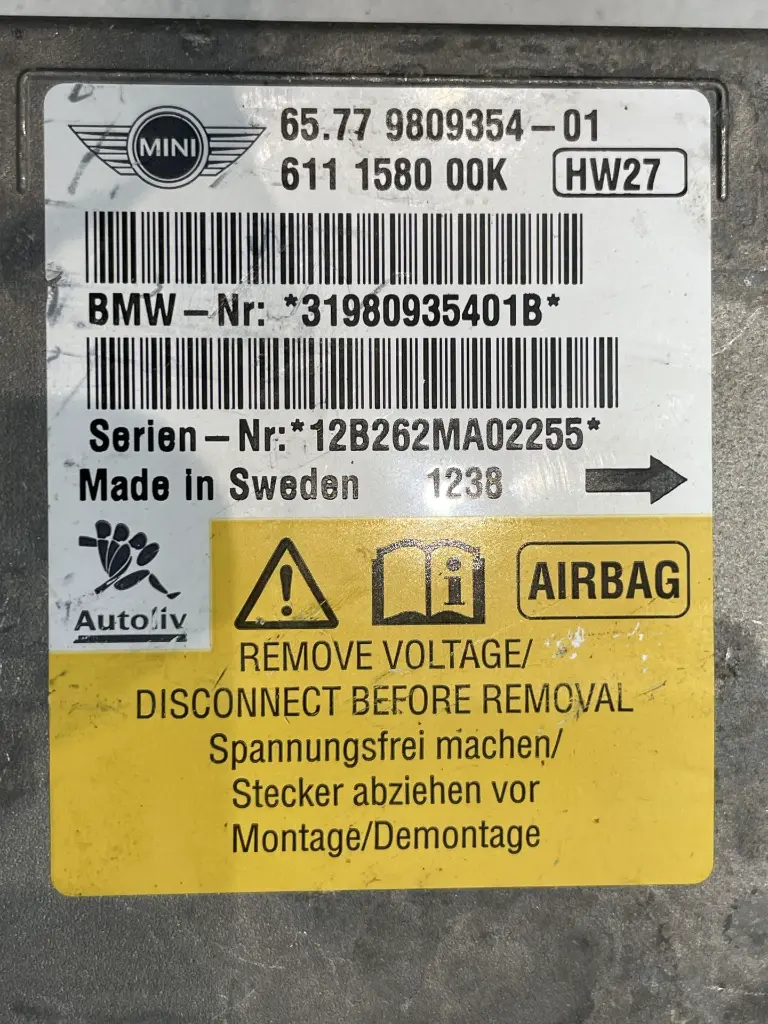 MINI
65.77 9809354-01
611 1580 00K HW27
BMW-Nr: *31980935401B*
Serien-Nr:*12B262MA02255*
Made in Sweden 1238
Autoliv
AIRBAG
REMOVE VOLTAGE/
DISCONNECT BEFORE REMOVAL
Spannungsfrei machen/
Stecker abziehen vor
Montage/Demontage